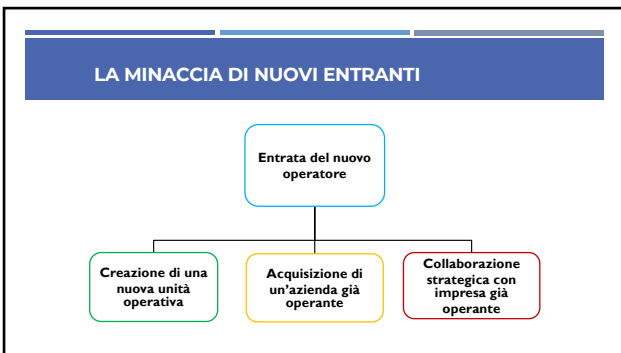 LA MINACCIA DI NUOVI ENTRANTI
Entrata del nuovo
operatore
Creazione di una
nuova unità
operativa
Acquisizione di
un'azienda già
operante
Collaborazione
strategica con
impresa già
operante